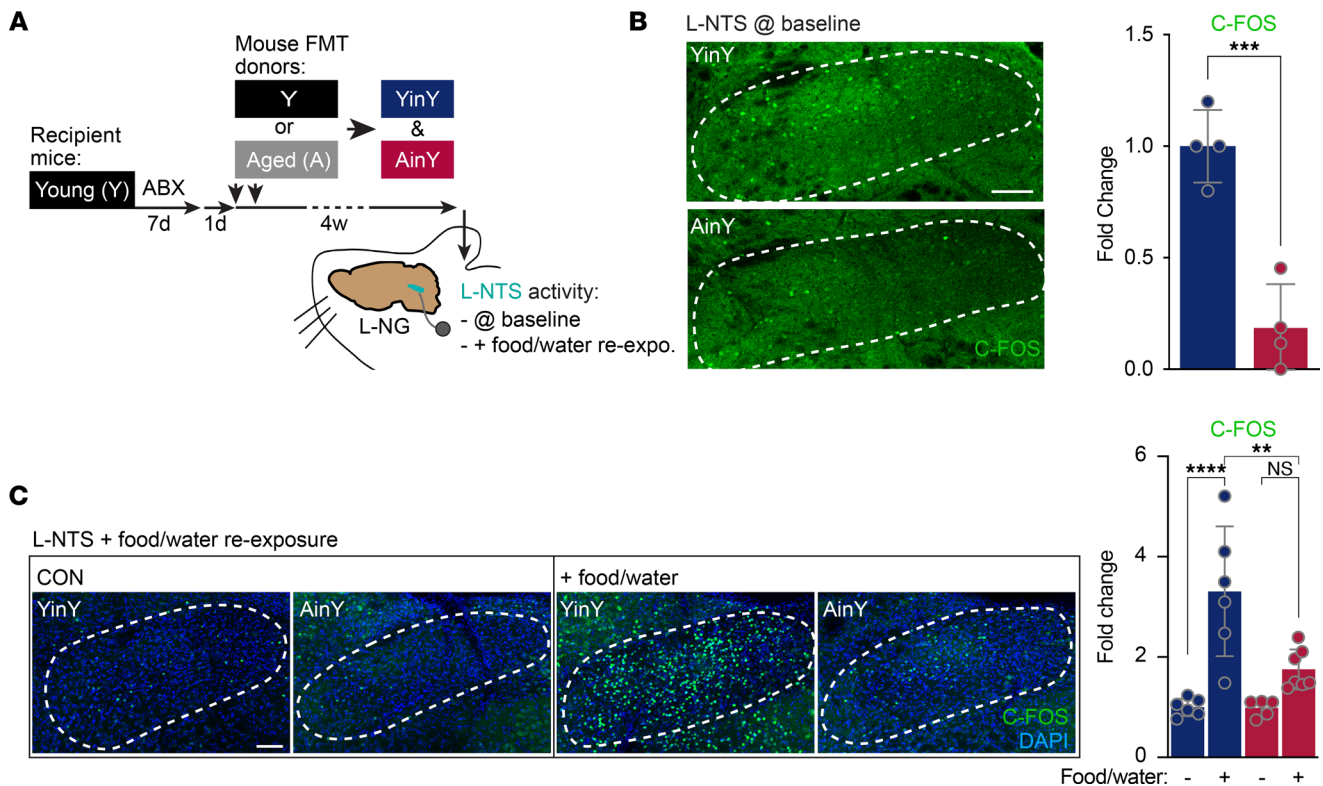 A
Mouse FMT
donors:
Y
or
Aged (A)
YinY
&
AinY
Recipient
mice:
Young (Y)
ABX
7d
1d
4w
L-NG
L-NTS activity:
- @ baseline
- + food/water re-expo.
B
L-NTS @ baseline
YinY
AinY
C-FOS
C-FOS
***
Fold Change
1.5
1.0
0.5
0.0
C
L-NTS + food/water re-exposure
CON
+ food/water
YinY
AinY
YinY
AinY
C-FOS
DAPI
C-FOS
**
****
NS
Fold change
6
4
2
0
Food/water: - + - +